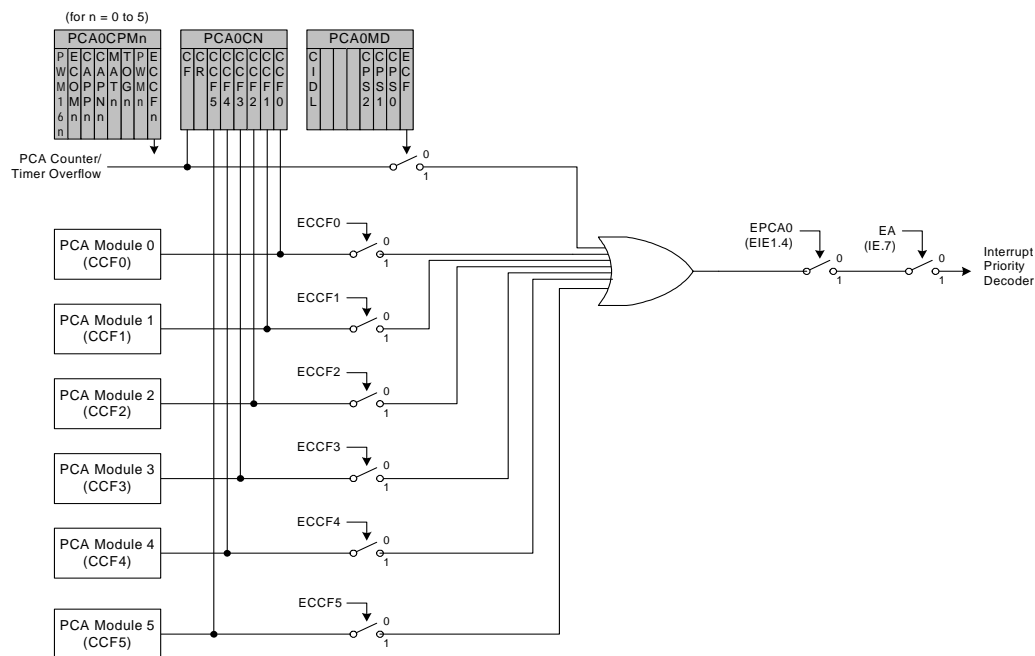 (for n = 0 to 5)
PCA0CPMn
PCA0CN
PCA0MD
PWM16n
ECOMn
CAPPn
CAPNn
MATn
TOGn
PWMn
ECCFn
CF
CR
CCF5
CCF4
CCF3
CCF2
CCF1
CCF0
CIDL
CPS2
CPS1
CPS0
ECF
PCA Counter/
Timer Overflow
0
1
PCA Module 0
(CCF0)
ECCF0
0
1
EPCA0
(EIE1.4)
0
1
EA
(IE.7)
0
1
Interrupt
Priority
Decoder
PCA Module 1
(CCF1)
ECCF1
0
1
PCA Module 2
(CCF2)
ECCF2
0
1
PCA Module 3
(CCF3)
ECCF3
0
1
PCA Module 4
(CCF4)
ECCF4
0
1
PCA Module 5
(CCF5)
ECCF5
0
1